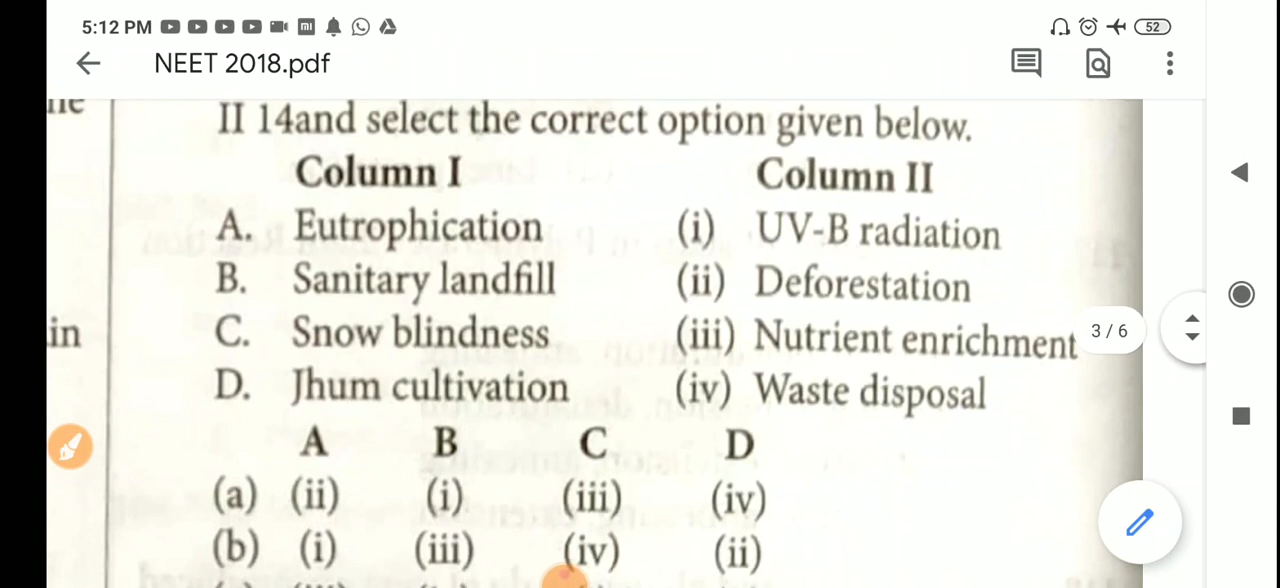 5:12 PM
52
NEET 2018.pdf
II 14and select the correct option given below.
Column I Column II
A. Eutrophication (i) UV-B radiation
B. Sanitary landfill (ii) Deforestation
in
C. Snow blindness (iii) Nutrient enrichment
3 / 6
D. Jhum cultivation (iv) Waste disposal
A B C D
(a) (ii) (i) (iii) (iv)
(b) (i) (iii) (iv) (ii)